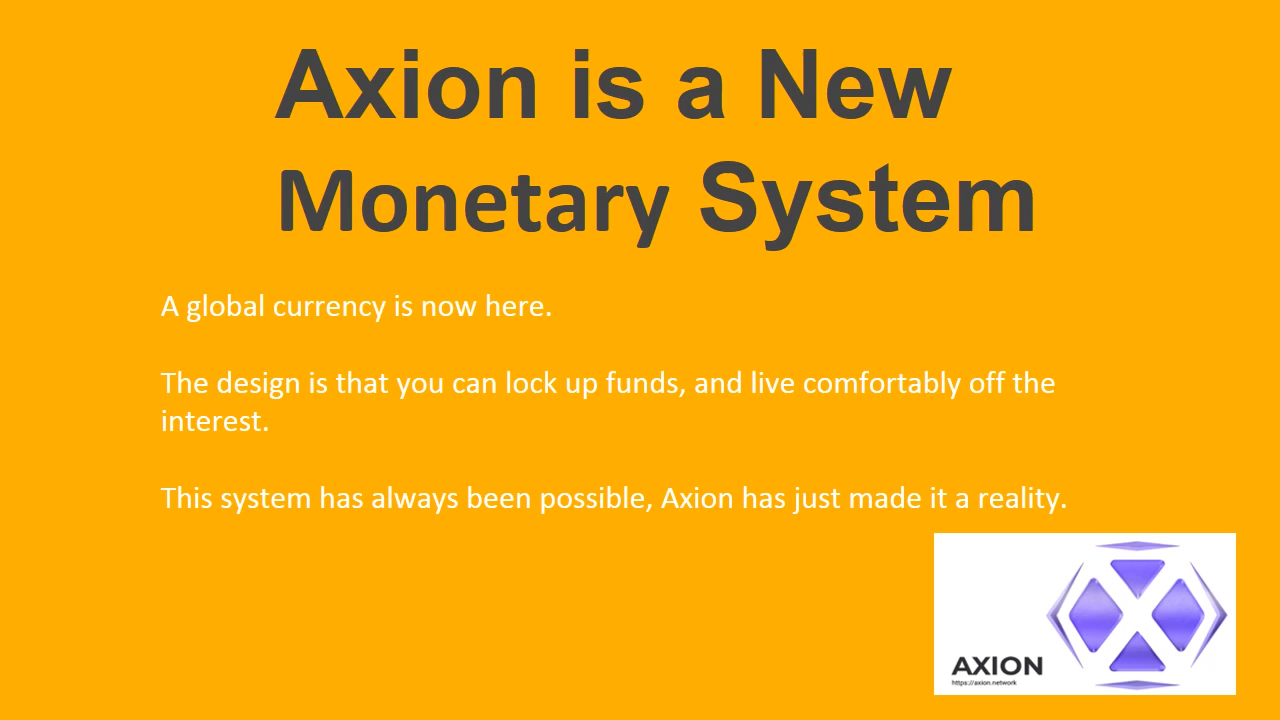 Axion is a New
Monetary System
A global currency is now here.
The design is that you can lock up funds, and live comfortably off the
interest.
This system has always been possible, Axion has just made it a reality.
AXION
https://axion.network